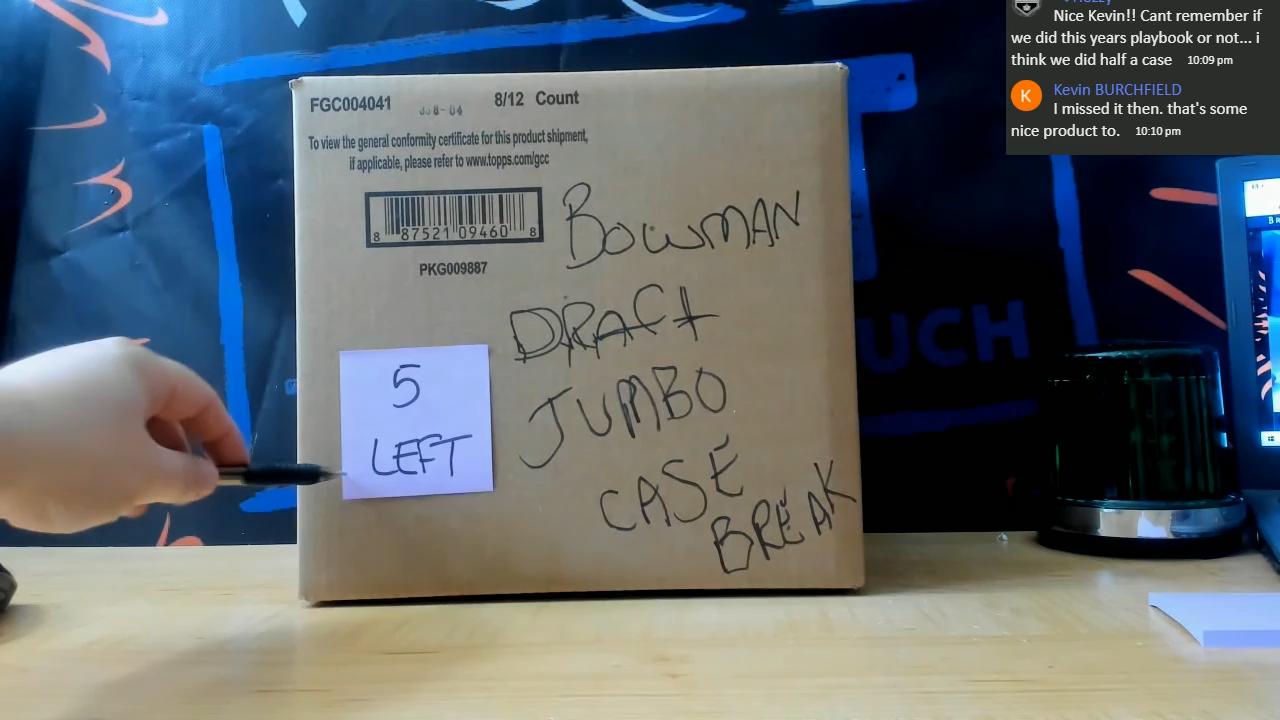 Nice Kevin!! Cant remember if
we did this years playbook or not... i
think we did half a case 10:09 pm
Kevin BURCHFIELD
I missed it then. that's some
nice product to. 10:10 pm
FGC004041
8/12 Count
To view the general conformity certificate for this product shipment,
if applicable, please refer to www.topps.com/gcc
8 87521 09460 8
PKG009887
BOWMAN
DRAFT
JUMBO
CASE
BREAK
5
LEFT
UCH
K